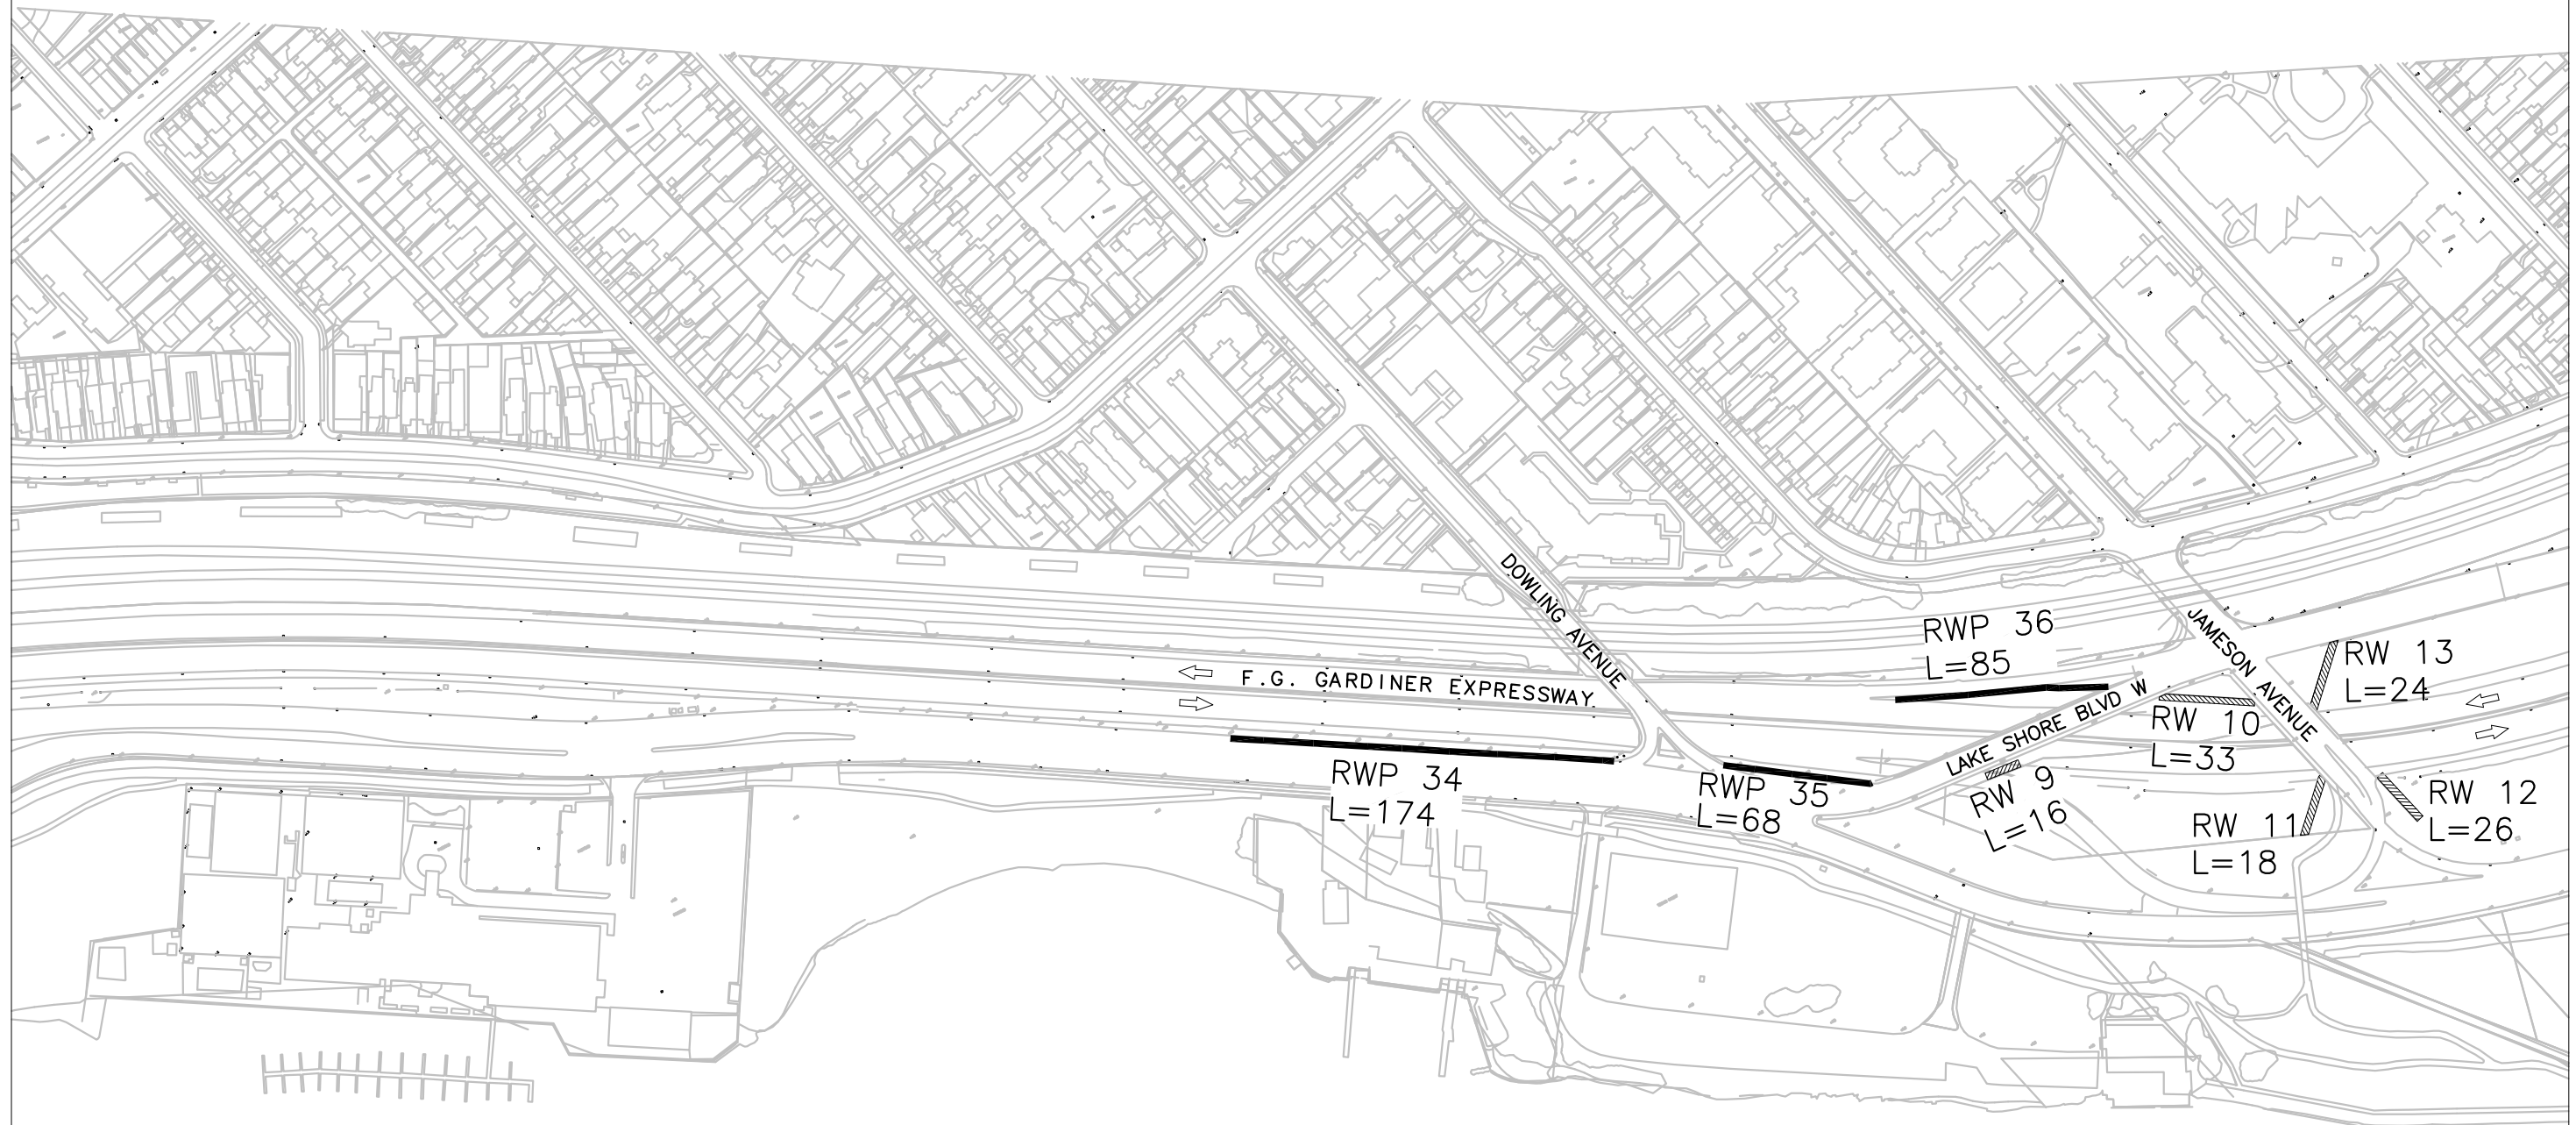 DOWLING AVENUE
RWP 36
L=85
JAMESON AVENUE
RW 13
L=24
F.G. GARDINER EXPRESSWAY
LAKE SHORE BLVD W
RW 10
L=33
RWP 34
L=174
RWP 35
L=68
RW 9
L=16
RW 11
L=18
RW 12
L=26